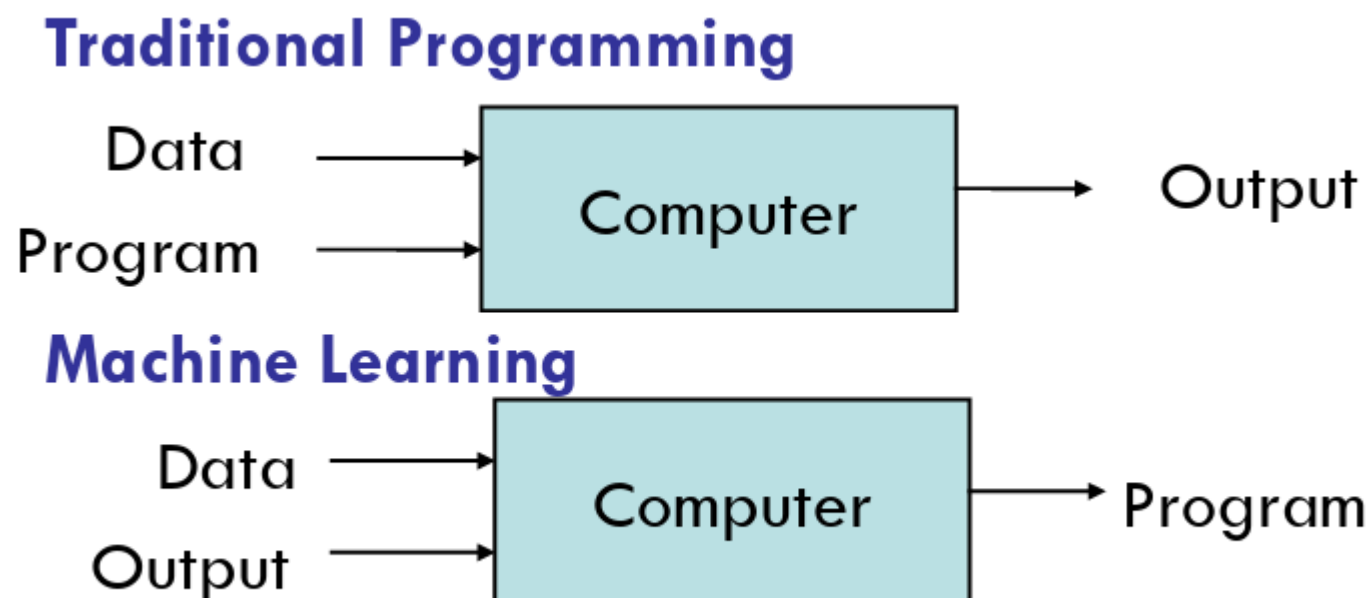 Traditional Programming
Data
Program
Computer
Output
Machine Learning
Data
Output
Computer
Program